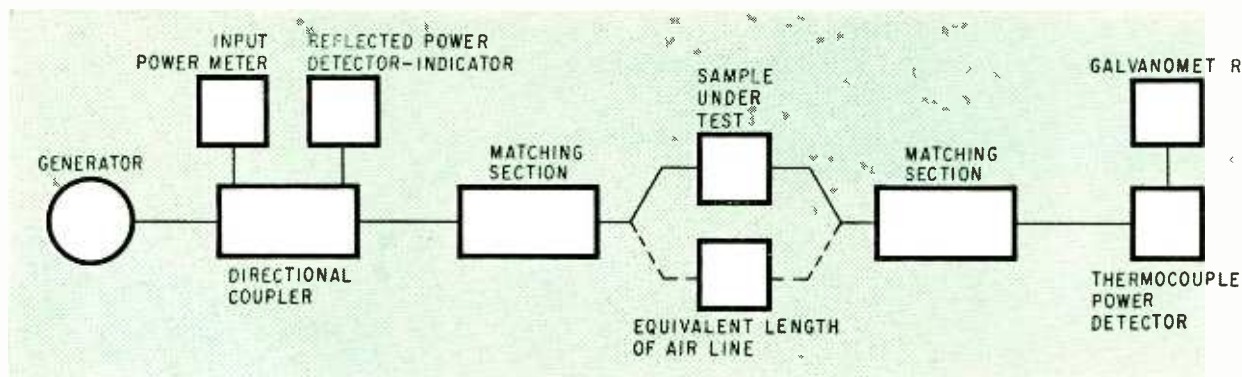 INPUT
POWER METER
REFLECTED POWER
DETECTOR-INDICATOR
GENERATOR
DIRECTIONAL
COUPLER
MATCHING
SECTION
SAMPLE
UNDER
TEST
EQUIVALENT LENGTH
OF AIR LINE
MATCHING
SECTION
GALVANOMET R
THERMOCOUPLE
POWER
DETECTOR